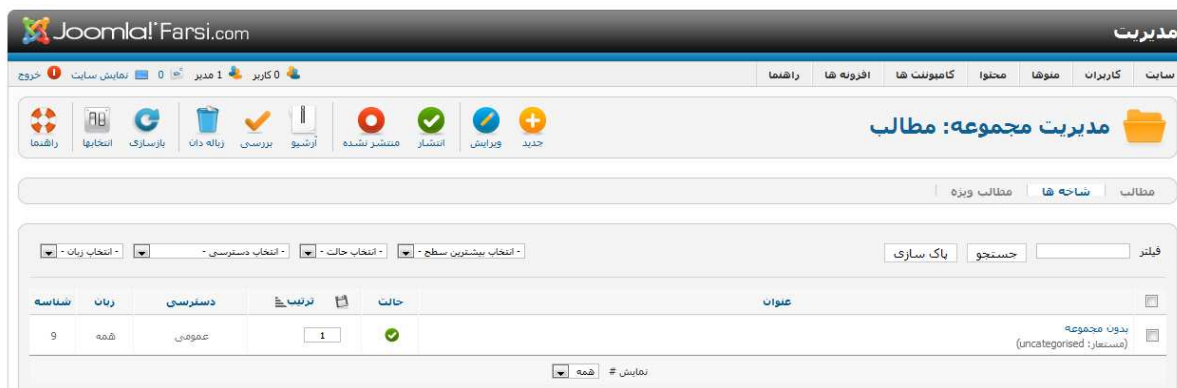 مدیریت
Joomla!® Farsi.com
سایت کاربران منوها محتوا کامپوننت ها افزونه ها راهنما
0 کاربر 1 مدیر 0 نمایش سایت خروج
مدیریت مجموعه: مطالب
جدید ویرایش انتشار منتشر نشده آرشیو بررسی زباله دان بازسازی انتخابها راهنما
مطالب شاخه ها مطالب ویژه
فیلتر جستجو پاک سازی - انتخاب بیشترین سطح - - انتخاب حالت - - انتخاب دسترسی - - انتخاب زبان -
عنوان حالت ترتیب دسترسی زبان شناسه
بدون مجموعه 1 عمومی همه 9
(مستعار: uncategorised)
نمایش # همه